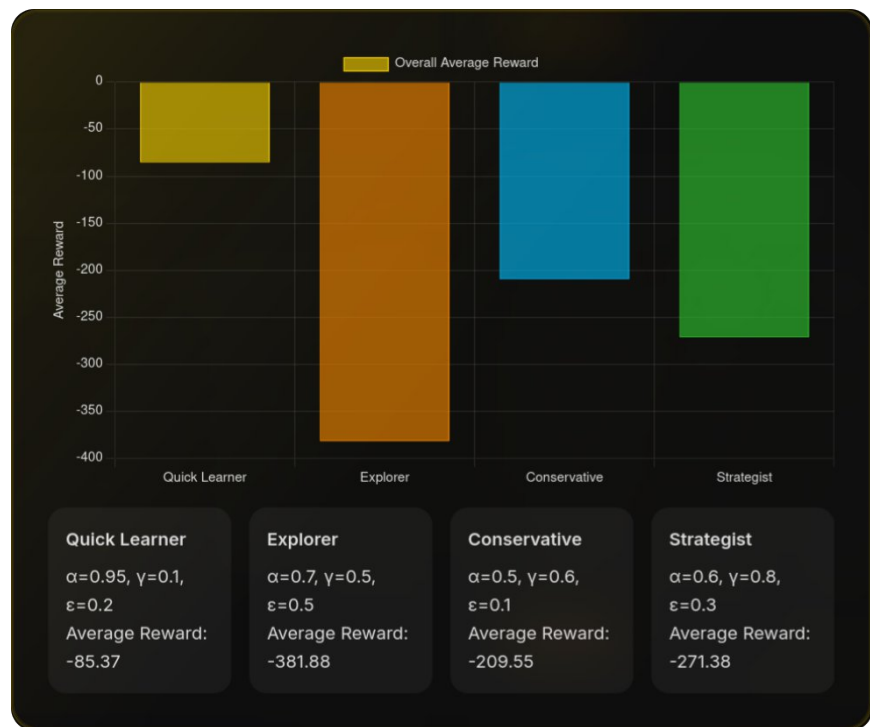 Overall Average Reward
0
-50
-100
-150
-200
-250
-300
-350
-400
Average Reward
Quick Learner
Explorer
Conservative
Strategist
Quick Learner
α=0.95, γ=0.1,
ε=0.2
Average Reward:
-85.37
Explorer
α=0.7, γ=0.5,
ε=0.5
Average Reward:
-381.88
Conservative
α=0.5, γ=0.6,
ε=0.1
Average Reward:
-209.55
Strategist
α=0.6, γ=0.8,
ε=0.3
Average Reward:
-271.38